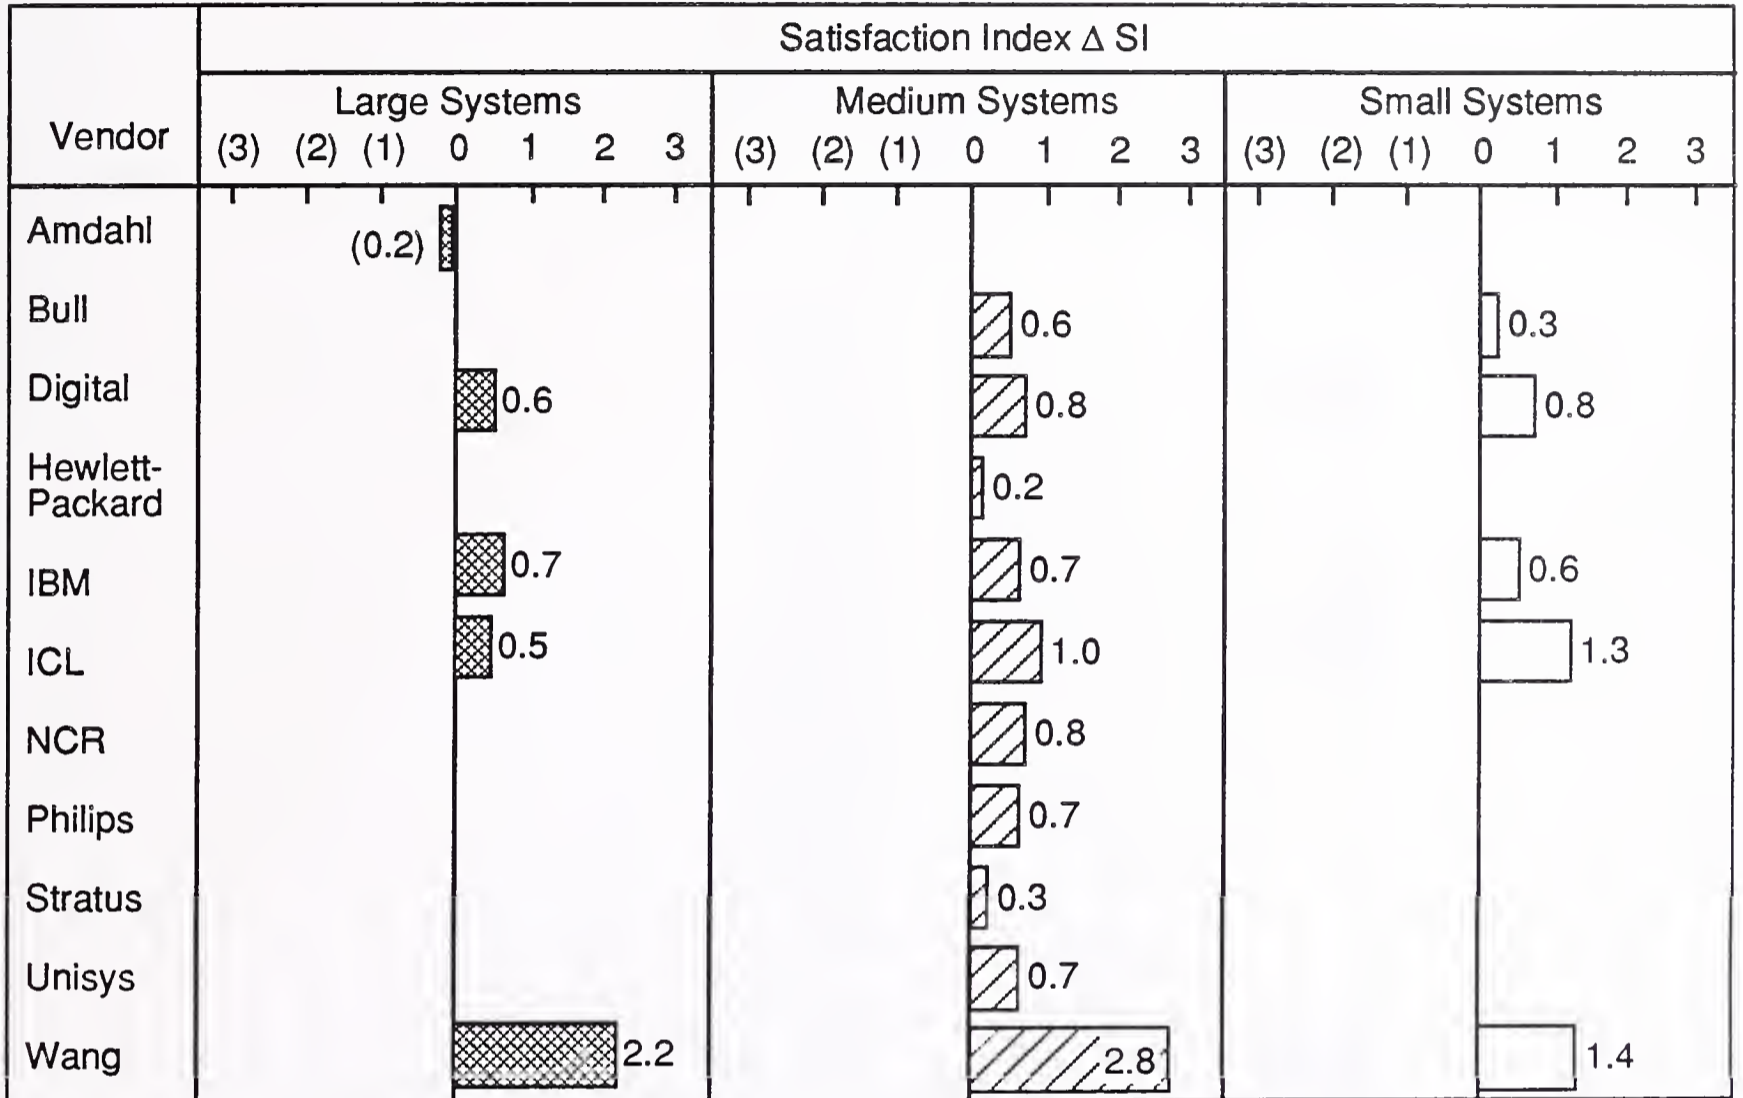 Satisfaction Index Δ SI
Vendor
Large Systems
Medium Systems
Small Systems
(3) (2) (1) 0 1 2 3
(3) (2) (1) 0 1 2 3
(3) (2) (1) 0 1 2 3
Amdahl (0.2)
Bull 0.6 0.3
Digital 0.6 0.8 0.8
Hewlett-
Packard 0.2
IBM 0.7 0.7 0.6
ICL 0.5 1.0 1.3
NCR 0.8
Philips 0.7
Stratus 0.3
Unisys 0.7
Wang 2.2 2.8 1.4